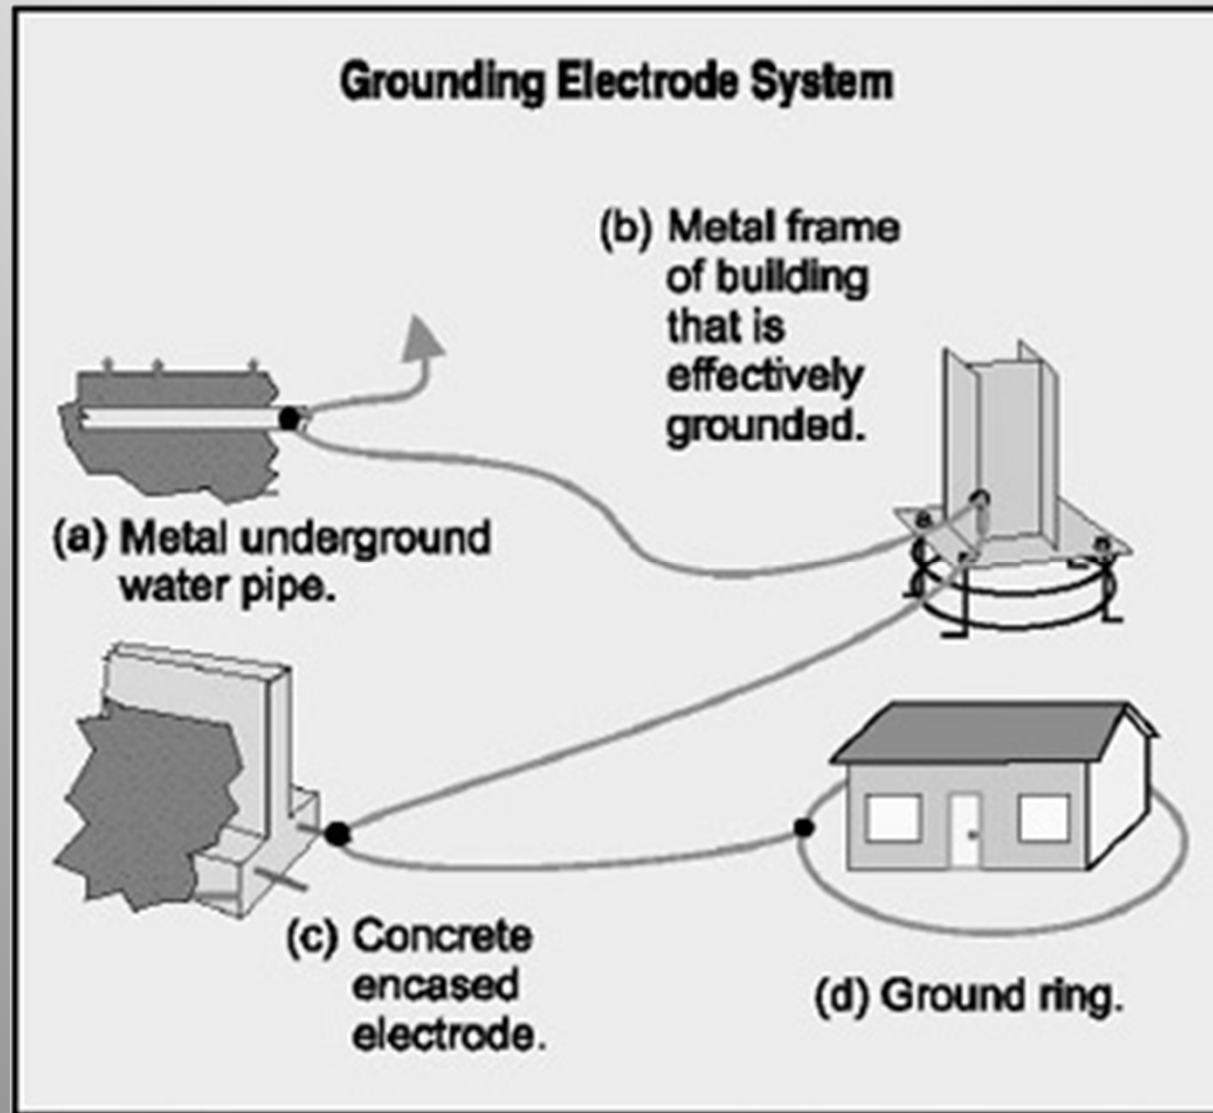 Grounding Electrode System
(b) Metal frame
of building
that is
effectively
grounded.
(a) Metal underground
water pipe.
(c) Concrete
encased
electrode.
(d) Ground ring.